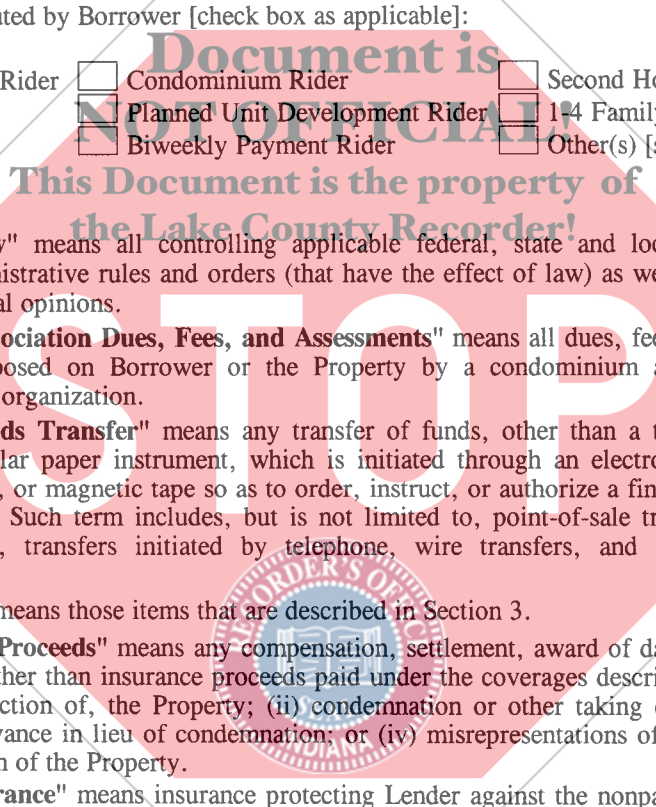 uted by Borrower [check box as applicable]:
Document is
Rider Condominium Rider Second Ho
NOT OFFICIAL!
Planned Unit Development Rider 1-4 Family
Biweekly Payment Rider Other(s) [s
This Document is the property of
the Lake County Recorder!
" means all controlling applicable federal, state and loc
nistrative rules and orders (that have the effect of law) as we
al opinions.
ociation Dues, Fees, and Assessments" means all dues, fee
posed on Borrower or the Property by a condominium a
organization.
STOP
ds Transfer" means any transfer of funds, other than a t
lar paper instrument, which is initiated through an electro
, or magnetic tape so as to order, instruct, or authorize a fin
Such term includes, but is not limited to, point-of-sale tr
, transfers initiated by telephone, wire transfers, and
means those items that are described in Section 3.
Proceeds" means any compensation, settlement, award of da
ther than insurance proceeds paid under the coverages descri
ction of, the Property; (ii) condemnation or other taking
vance in lieu of condemnation; or (iv) misrepresentations of
n of the Property.
RECORDER'S OFFICE
SEAL
INDIANA
rance" means insurance protecting Lender against the nonpa